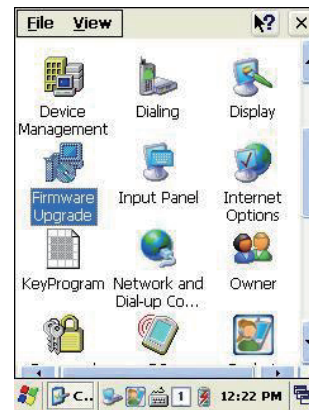 File View
Device Management
Dialing
Display
Firmware Upgrade
Input Panel
Internet Options
KeyProgram
Network and Dial-up Co...
Owner
C..
1
12:22 PM